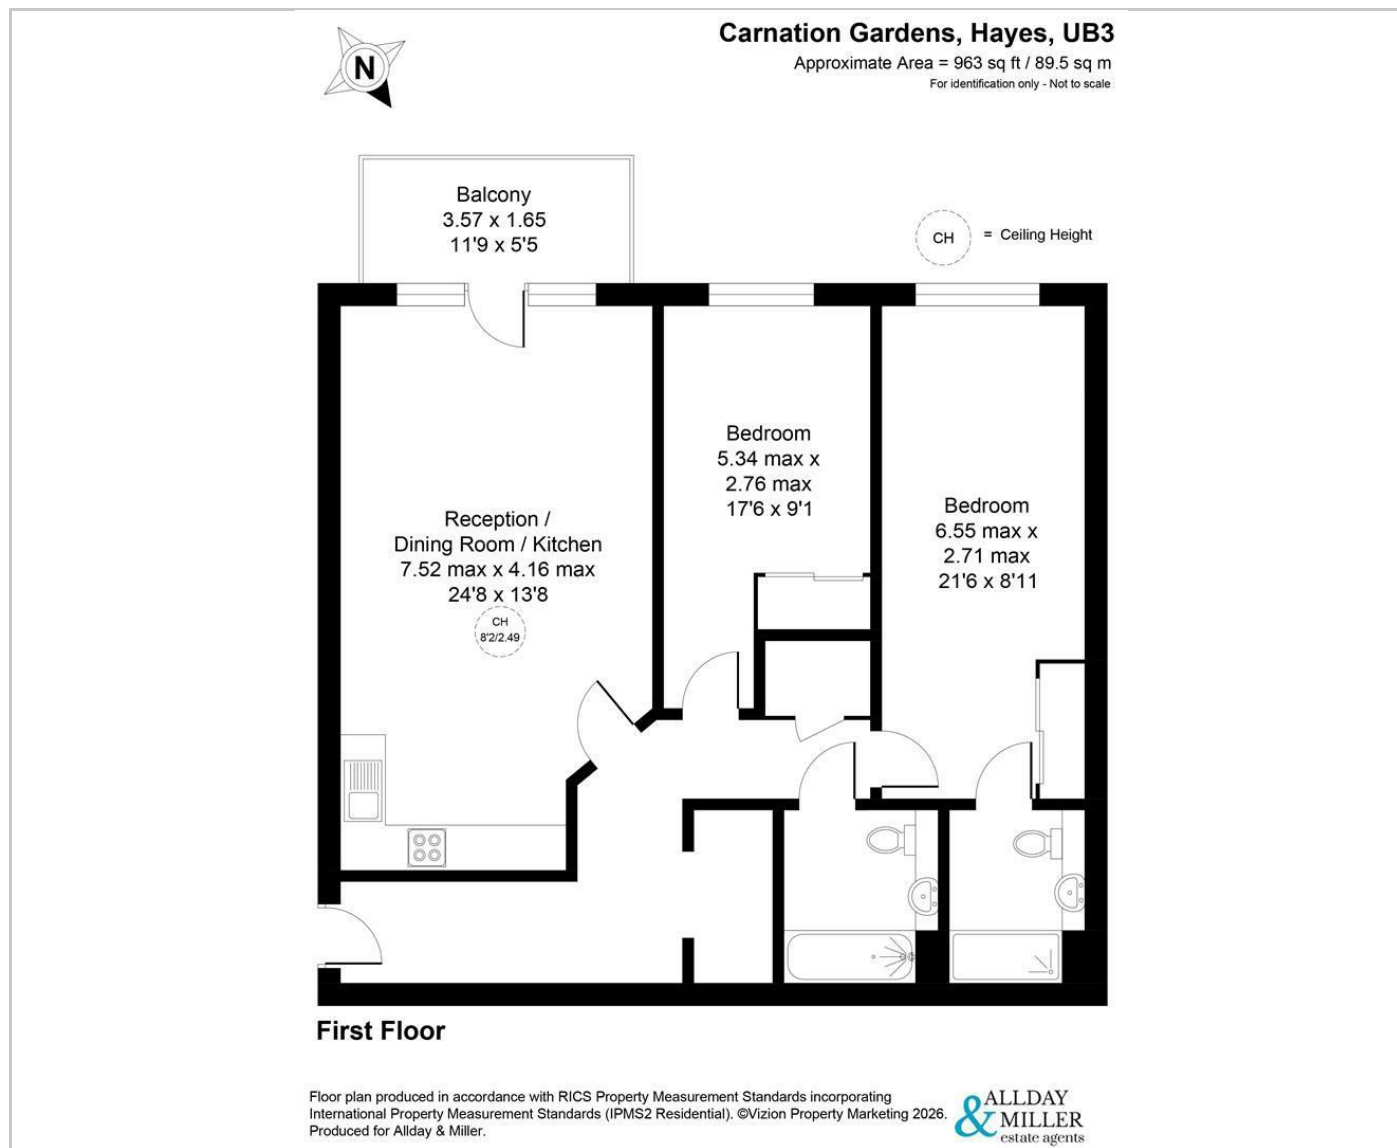 N
Carnation Gardens, Hayes, UB3
Approximate Area = 963 sq ft / 89.5 sq m
For identification only - Not to scale
Balcony
3.57 x 1.65
11'9 x 5'5
CH = Ceiling Height
Bedroom
5.34 max x
2.76 max
17'6 x 9'1
Bedroom
6.55 max x
2.71 max
21'6 x 8'11
Reception /
Dining Room / Kitchen
7.52 max x 4.16 max
24'8 x 13'8
CH
8'2/2.49
First Floor
Floor plan produced in accordance with RICS Property Measurement Standards incorporating
International Property Measurement Standards (IPMS2 Residential). ©Vizion Property Marketing 2026.
Produced for Allday & Miller.
ALLDAY
& MILLER
estate agents